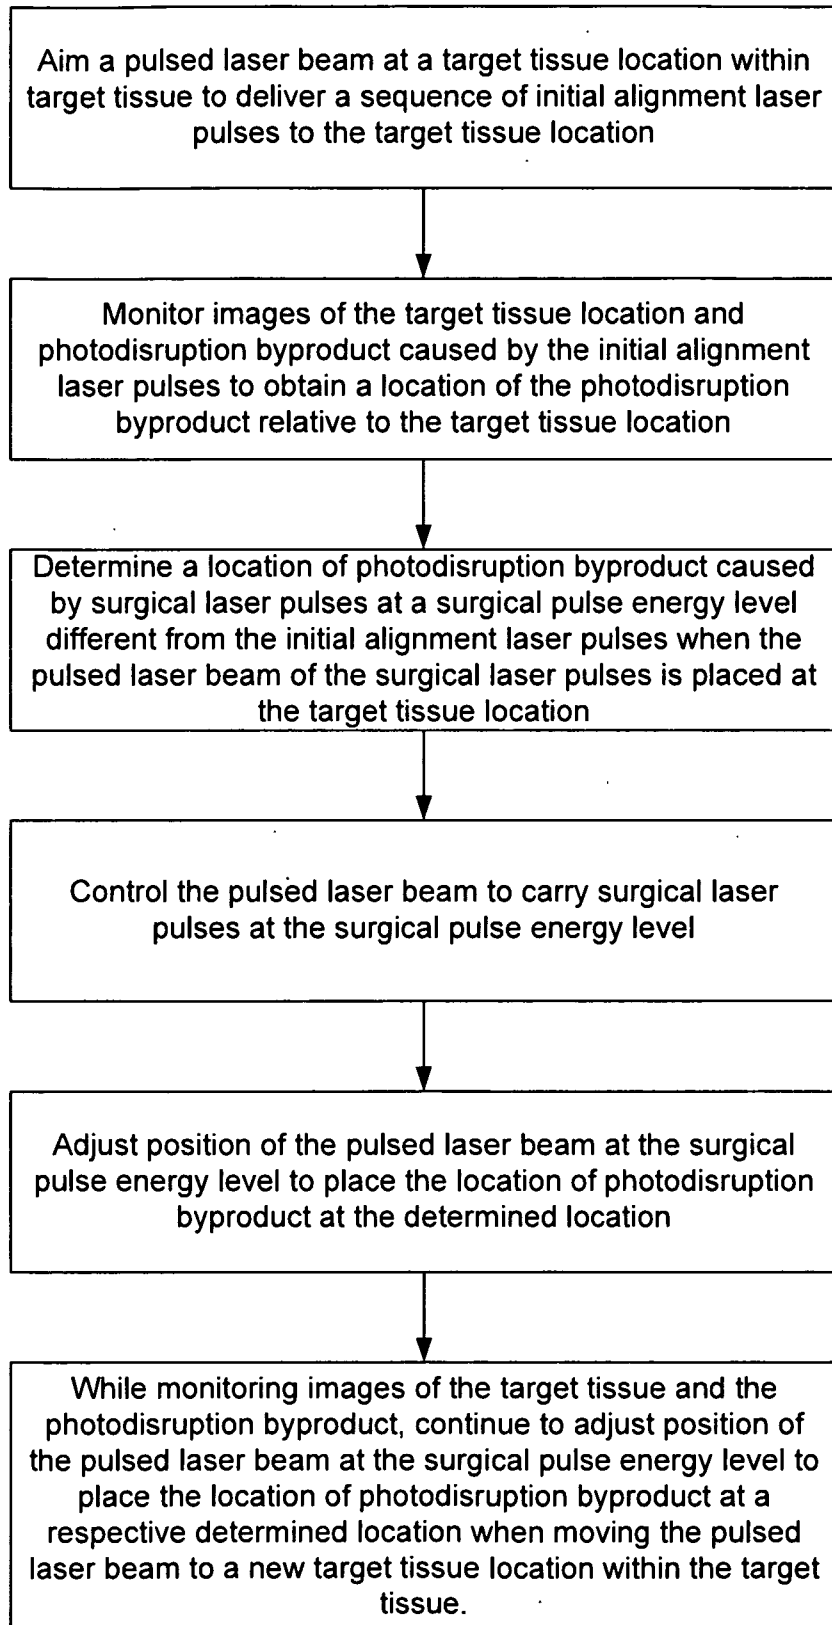 Aim a pulsed laser beam at a target tissue location within
target tissue to deliver a sequence of initial alignment laser
pulses to the target tissue location
Monitor images of the target tissue location and
photodisruption byproduct caused by the initial alignment
laser pulses to obtain a location of the photodisruption
byproduct relative to the target tissue location
Determine a location of photodisruption byproduct caused
by surgical laser pulses at a surgical pulse energy level
different from the initial alignment laser pulses when the
pulsed laser beam of the surgical laser pulses is placed at
the target tissue location
Control the pulsed laser beam to carry surgical laser
pulses at the surgical pulse energy level
Adjust position of the pulsed laser beam at the surgical
pulse energy level to place the location of photodisruption
byproduct at the determined location
While monitoring images of the target tissue and the
photodisruption byproduct, continue to adjust position of
the pulsed laser beam at the surgical pulse energy level to
place the location of photodisruption byproduct at a
respective determined location when moving the pulsed
laser beam to a new target tissue location within the target
tissue.